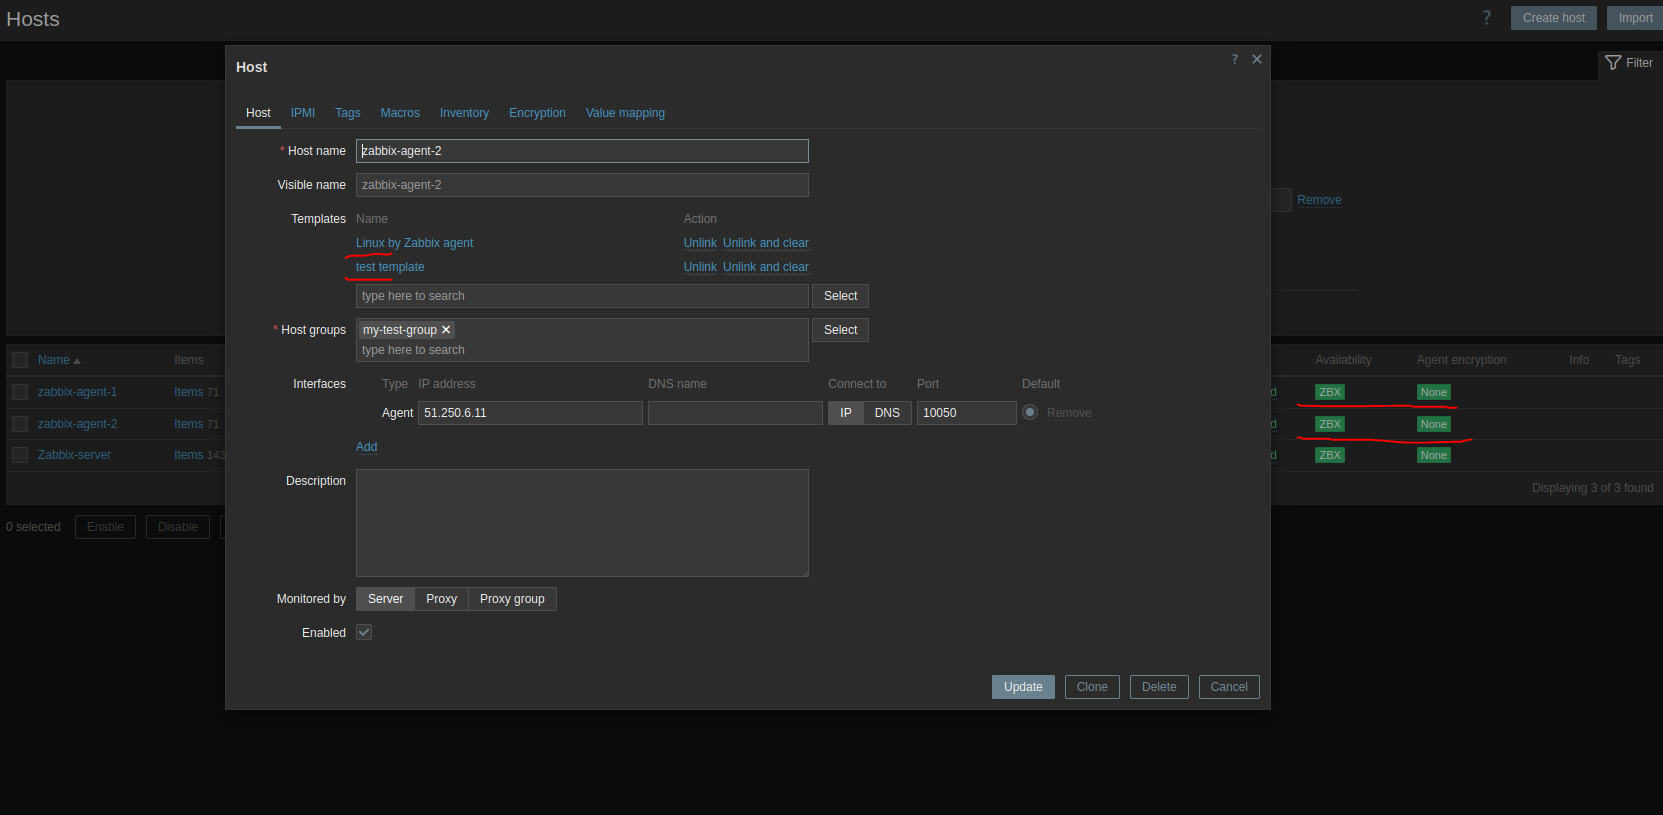 Hosts
? Create host Import
Filter
Host
? ×
Host IPMI Tags Macros Inventory Encryption Value mapping
* Host name zabbix-agent-2
Visible name zabbix-agent-2
Remove
Templates Name Action
Linux by Zabbix agent Unlink Unlink and clear
test template Unlink Unlink and clear
type here to search Select
* Host groups my-test-group × Select
type here to search
Name Items Availability Agent encryption Info Tags
Interfaces Type IP address DNS name Connect to Port Default
zabbix-agent-1 Items 71 d ZBX None
Agent 51.250.6.11 IP DNS 10050 Remove
zabbix-agent-2 Items 71 d ZBX None
Add
Zabbix-server Items 143 d ZBX None
Description
Displaying 3 of 3 found
0 selected Enable Disable
Monitored by Server Proxy Proxy group
Enabled
Update Clone Delete Cancel